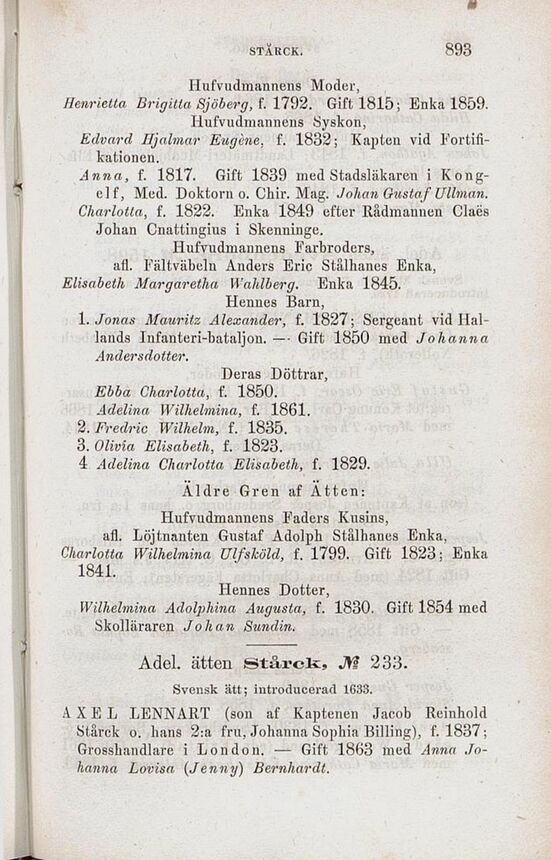 STÅRCK. 893
Hufvudmannens Moder,
Henrietta Brigitta Sjöberg, f. 1792. Gift 1815; Enka 1859.
Hufvudmannens Syskon,
Edvard Hjalmar Eugène, f. 1832; Kapten vid Fortifi-
kationen.
Anna, f. 1817. Gift 1839 med Stadsläkaren i Kong-
elf, Med. Doktorn o. Chir. Mag. Johan Gustaf Ullman.
Charlotta, f. 1822. Enka 1849 efter Rådmannen Claës
Johan Cnattingius i Skenninge.
Hufvudmannens Farbroders,
afl. Fältväbeln Anders Eric Stålhanes Enka,
Elisabeth Margaretha Wahlberg. Enka 1845.
Hennes Barn,
1. Jonas Mauritz Alexander, f. 1827; Sergeant vid Hal-
lands Infanteri-bataljon. — Gift 1850 med Johanna
Andersdotter.
Deras Döttrar,
Ebba Charlotta, f. 1850.
Adelina Wilhelmina, f. 1861.
2. Fredric Wilhelm, f. 1835.
3. Olivia Elisabeth, f. 1823.
4 Adelina Charlotta Elisabeth, f. 1829.
Äldre Gren af Ätten:
Hufvudmannens Faders Kusins,
afl. Löjtnanten Gustaf Adolph Stålhanes Enka,
Charlotta Wilhelmina Ulfsköld, f. 1799. Gift 1823; Enka
1841.
Hennes Dotter,
Wilhelmina Adolphina Augusta, f. 1830. Gift 1854 med
Skolläraren Johan Sundin.
Adel. ätten Stårck, № 233.
Svensk ätt; introducerad 1633.
AXEL LENNART (son af Kaptenen Jacob Reinhold
Stårck o. hans 2:a fru, Johanna Sophia Billing), f. 1837;
Grosshandlare i London. — Gift 1863 med Anna Jo-
hanna Lovisa (Jenny) Bernhardt.